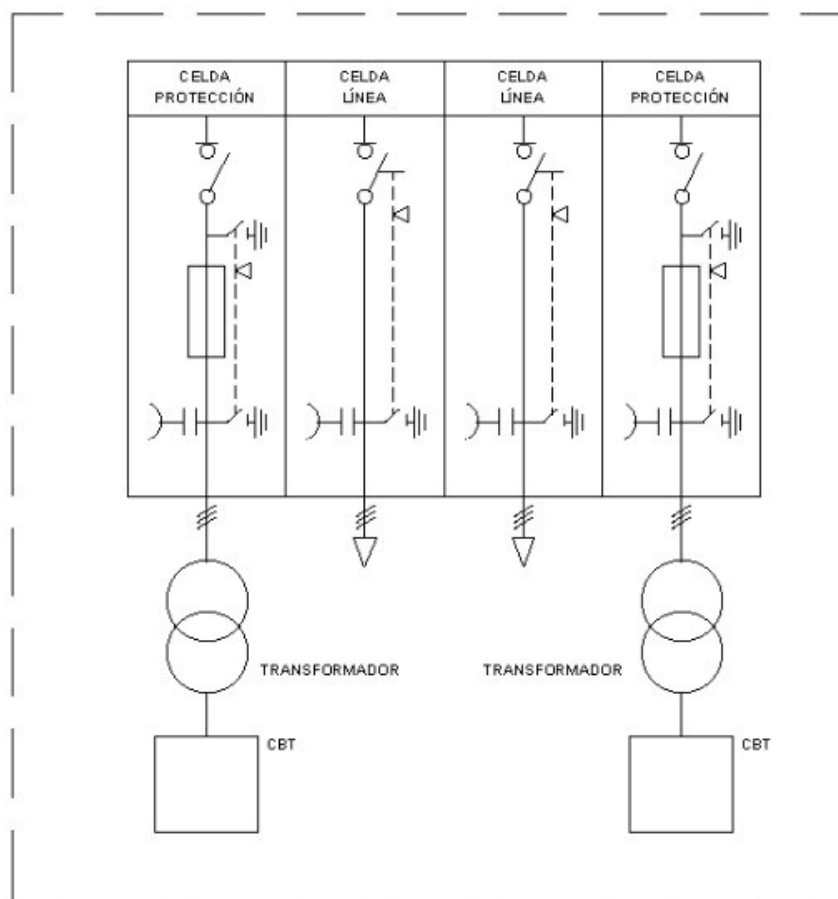 CELDA
PROTECCIÓN
CELDA
LÍNEA
CELDA
LÍNEA
CELDA
PROTECCIÓN
TRANSFORMADOR
TRANSFORMADOR
CBT
CBT